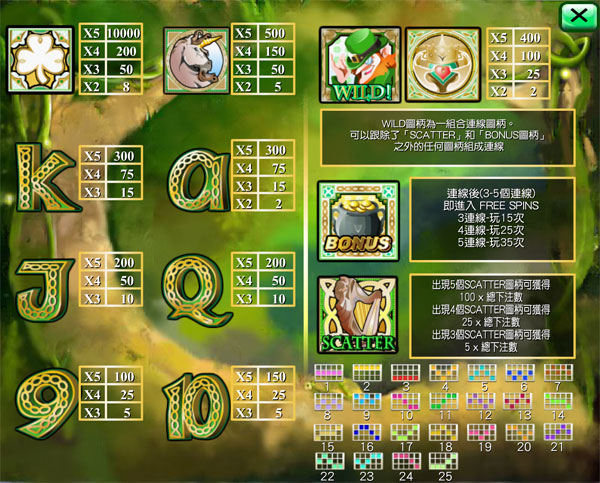 X5 10000
X4 200
X3 50
X2 8
X5 500
X4 150
X3 50
X2 5
WILD!
X5 400
X4 100
X3 25
X2 2
WILD圖柄為一組合連線圖柄。
可以跟除了「SCATTER」和「BONUS圖柄」
之外的任何圖柄組成連線
K
X5 300
X4 75
X3 15
a
X5 300
X4 75
X3 15
X2 2
BONUS
連線後(3-5個連線)
即進入 FREE SPINS
3連線-玩15次
4連線-玩25次
5連線-玩35次
J
X5 200
X4 50
X3 10
Q
X5 200
X4 50
X3 10
SCATTER
出現5個SCATTER圖柄可獲得
100 x 總下注數
出現4個SCATTER圖柄可獲得
25 x 總下注數
出現3個SCATTER圖柄可獲得
5 x 總下注數
9
X5 100
X4 25
X3 5
10
X5 150
X4 25
X3 5
1 2 3 4 5 6 7
8 9 10 11 12 13 14
15 16 17 18 19 20 21
22 23 24 25